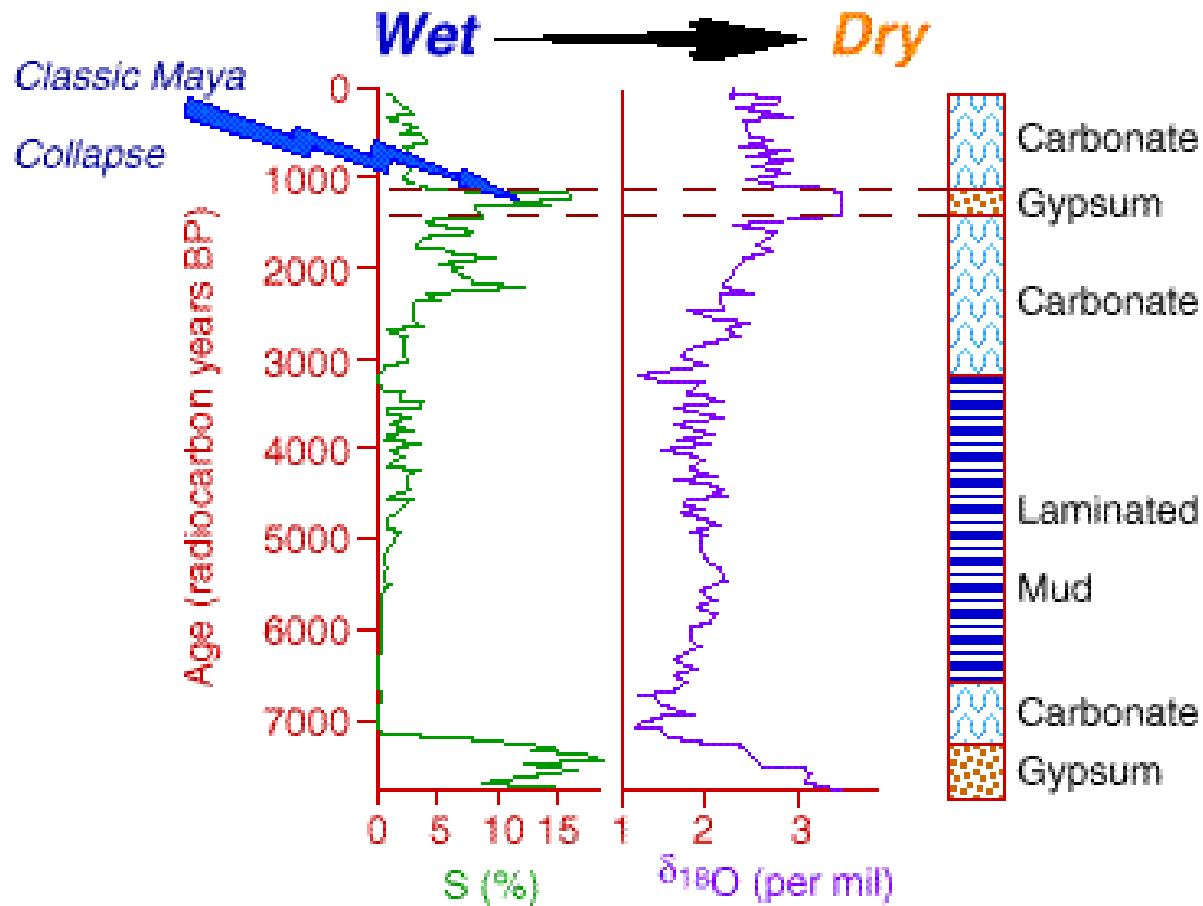 Wet
Dry
Classic Maya
Collapse
Age (radiocarbon years BP)
0
1000
2000
3000
4000
5000
6000
7000
0 5 10 15
S (%)
1 2 3
δ18O (per mil)
Carbonate
Gypsum
Carbonate
Laminated
Mud
Carbonate
Gypsum